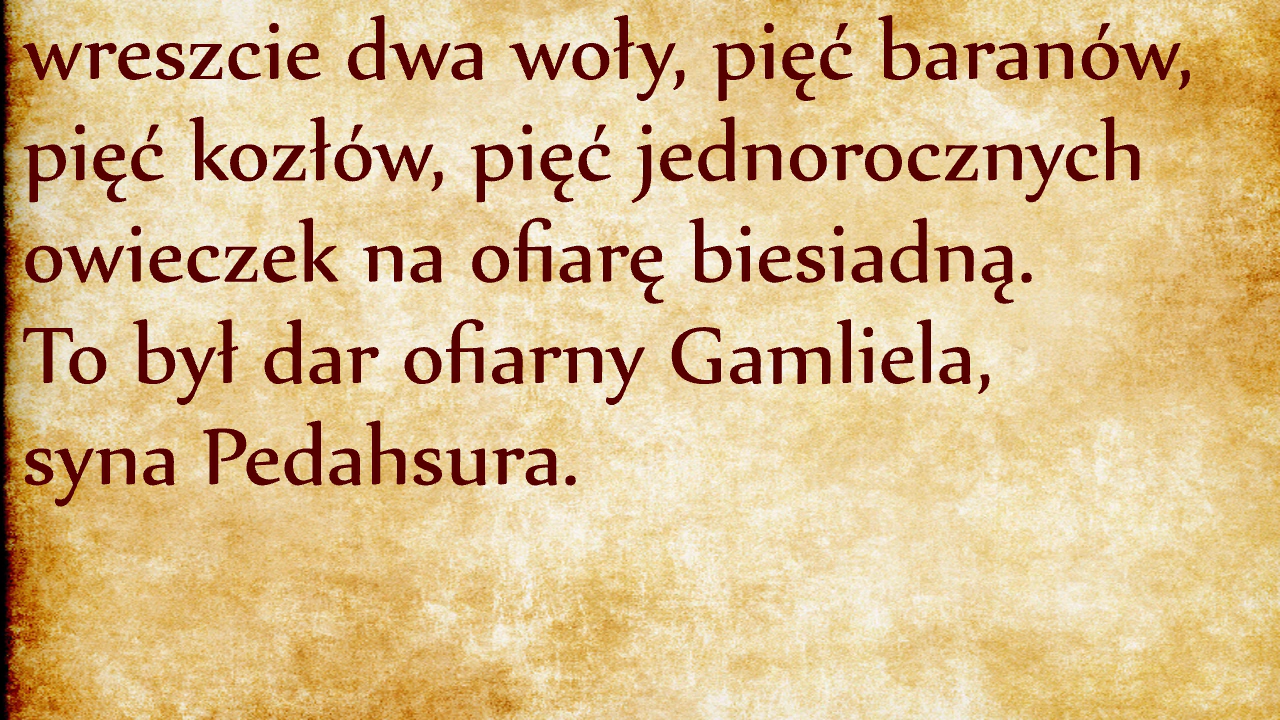 wreszcie dwa woły, pięć baranów,
pięć kozłów, pięć jednorocznych
owieczek na ofiarę biesiadną.
To był dar ofiarny Gamliela,
syna Pedahsura.